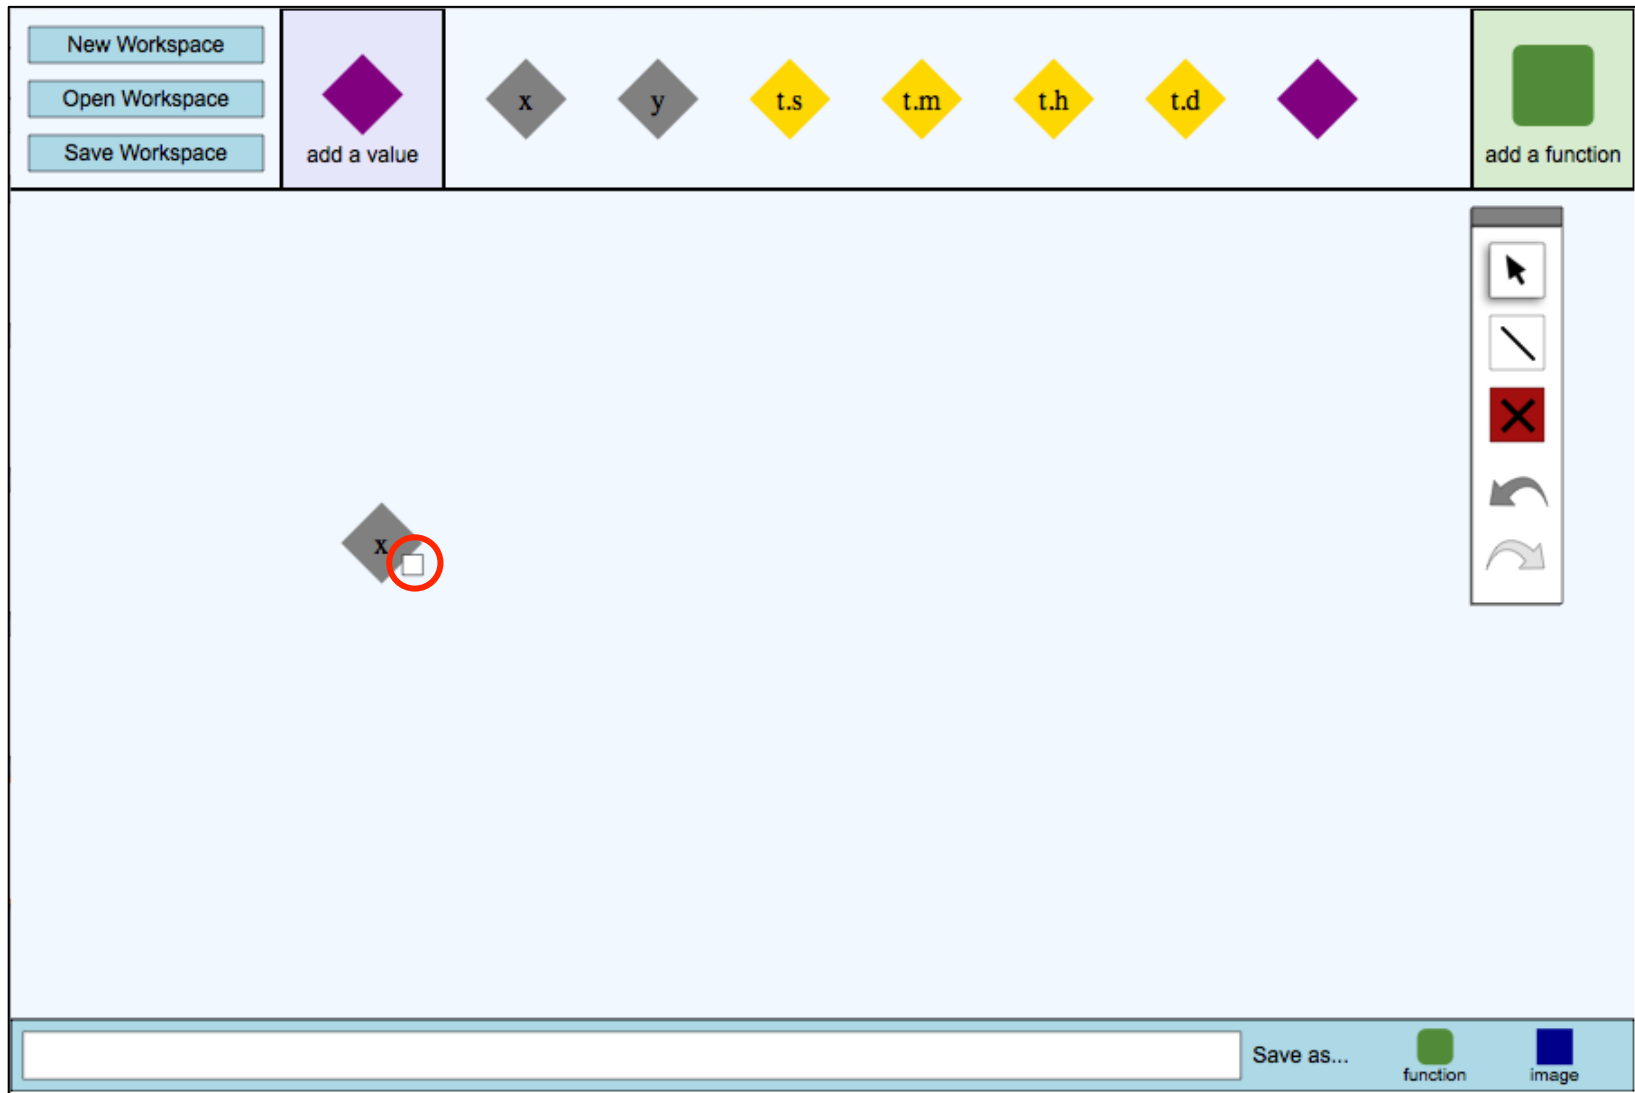 New Workspace
Open Workspace
Save Workspace
add a value
x
y
t.s
t.m
t.h
t.d
add a function
x
Save as...
function
image